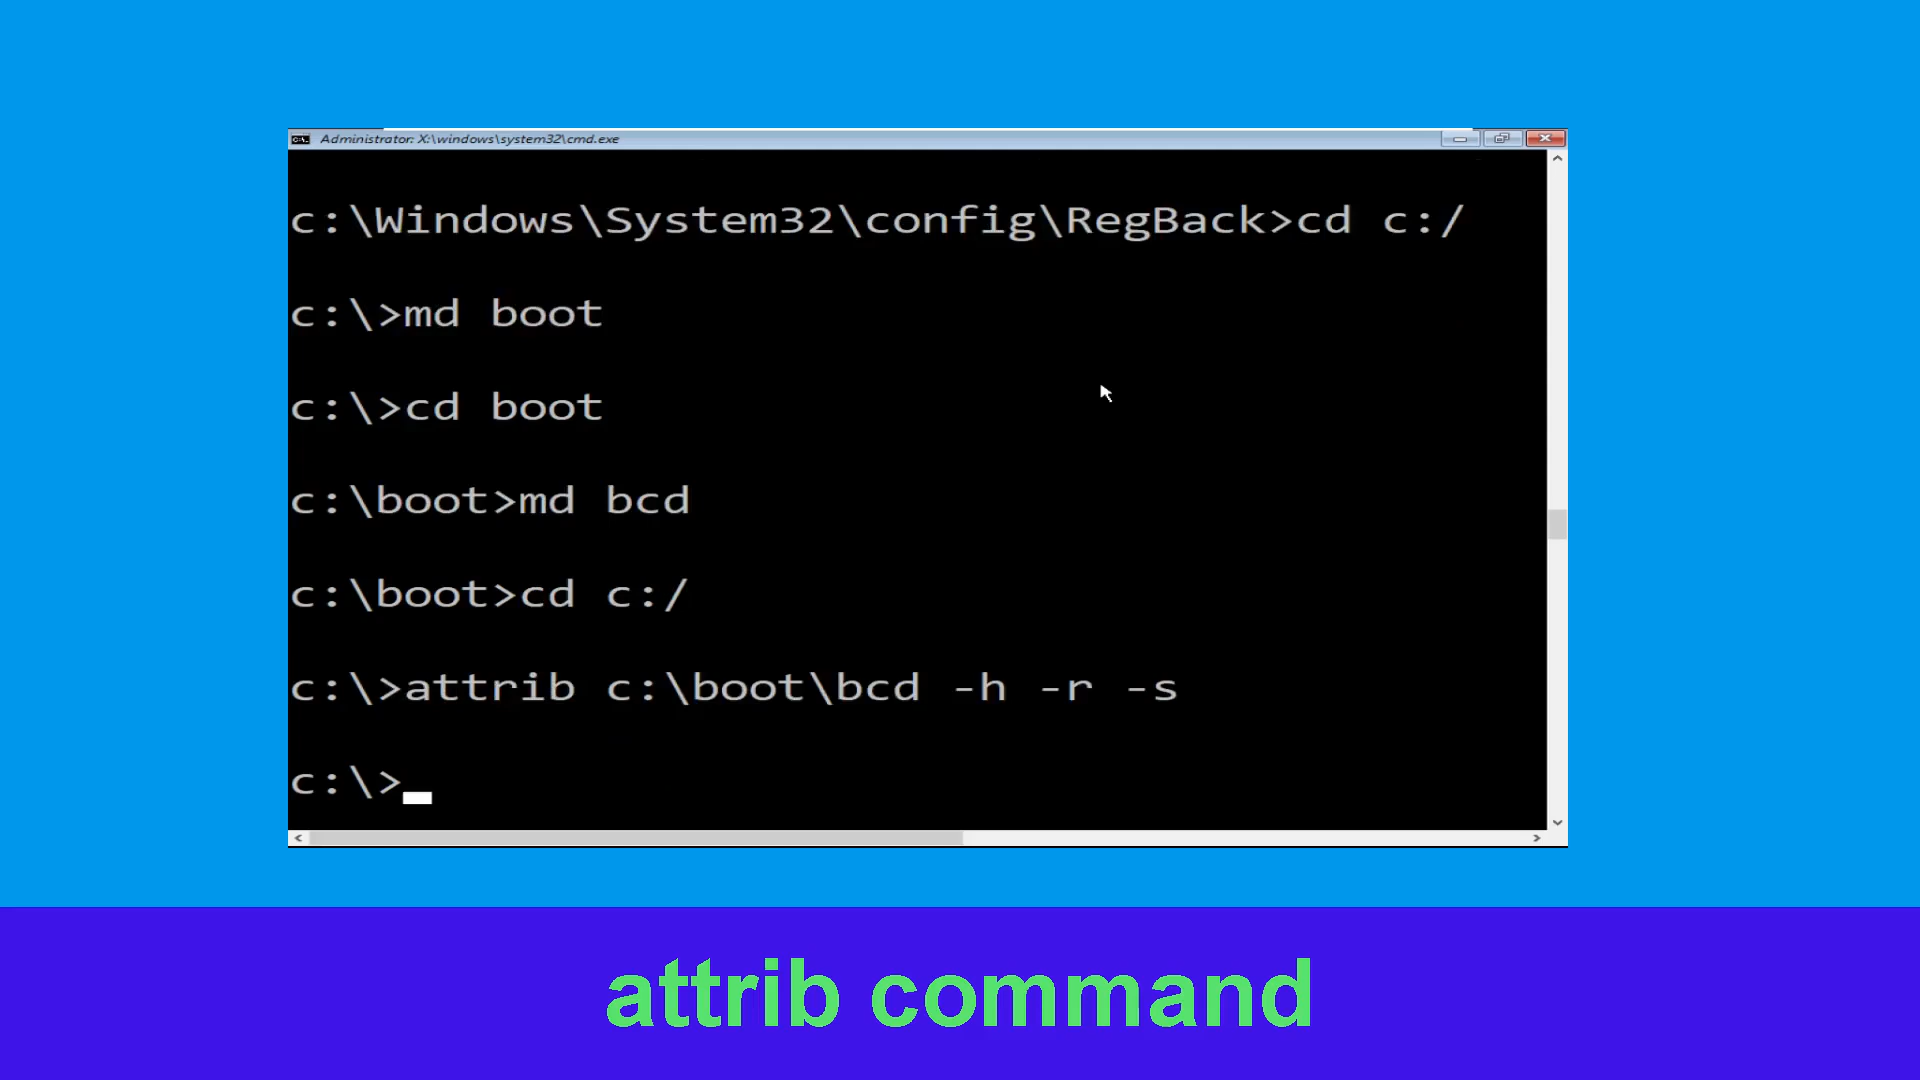 Administrator: X:\windows\system32\cmd.exe
c:\Windows\System32\config\RegBack>cd c:/
c:\>md boot
c:\>cd boot
c:\boot>md bcd
c:\boot>cd c:/
c:\>attrib c:\boot\bcd -h -r -s
c:\>
attrib command